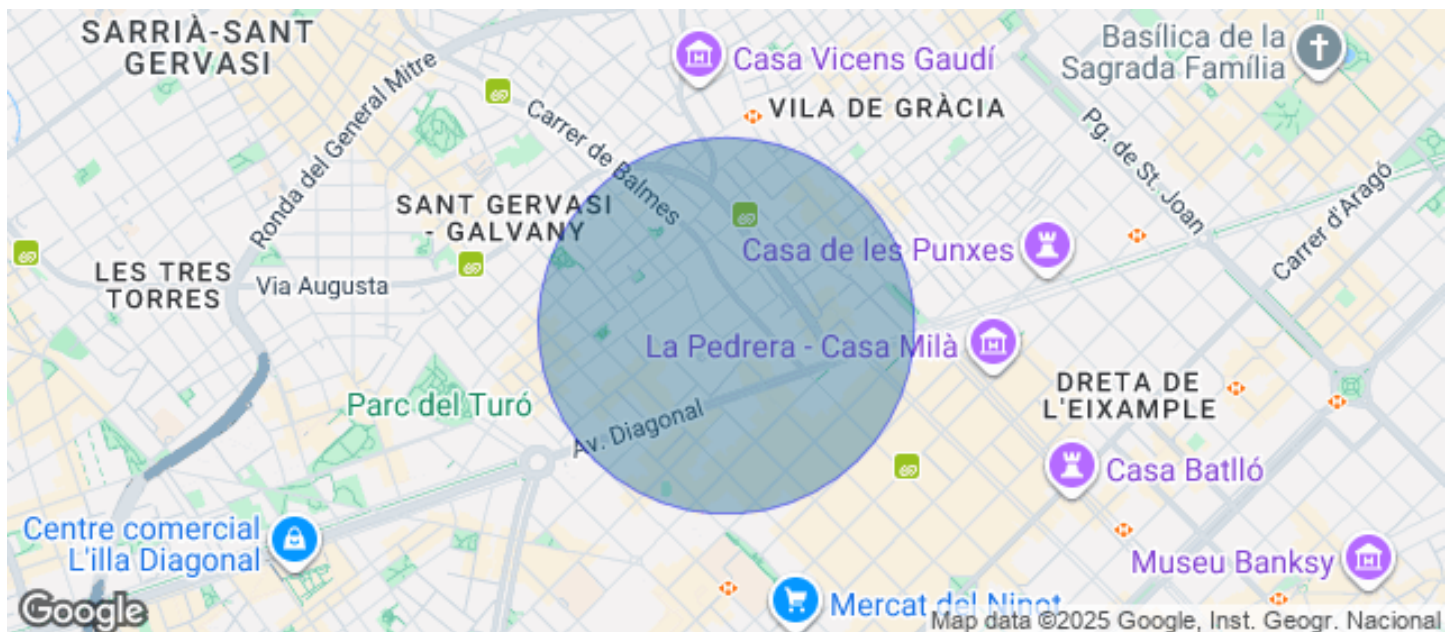 SARRIÀ-SANT
GERVASI
Ronda del General Mitre
Carrer de Balmes
Casa Vicens Gaudí
VILA DE GRÀCIA
Basílica de la
Sagrada Família
Pg. de St. Joan
Carrer d'Aragó
SANT GERVASI
- GALVANY
LES TRES
TORRES
Via Augusta
Casa de les Punxes
La Pedrera - Casa Milà
Parc del Turó
Av. Diagonal
DRETA DE
L'EIXAMPLE
Casa Batlló
Centre comercial
L'illa Diagonal
Museu Banksy
Mercat del Ninot
Google
Map data ©2025 Google, Inst. Geogr. Nacional